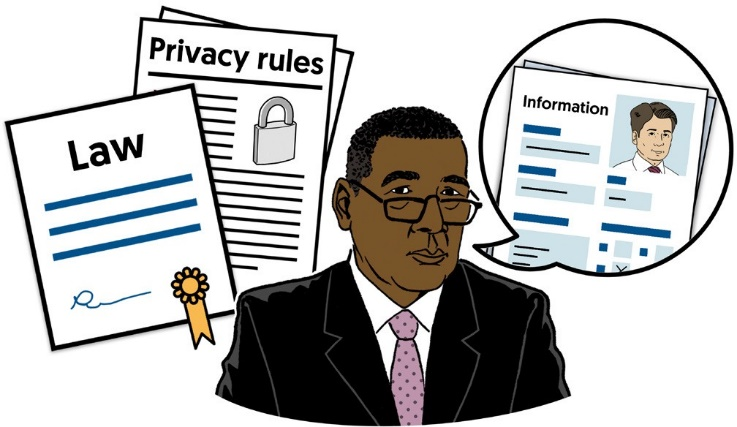 Privacy rules
Law
Information